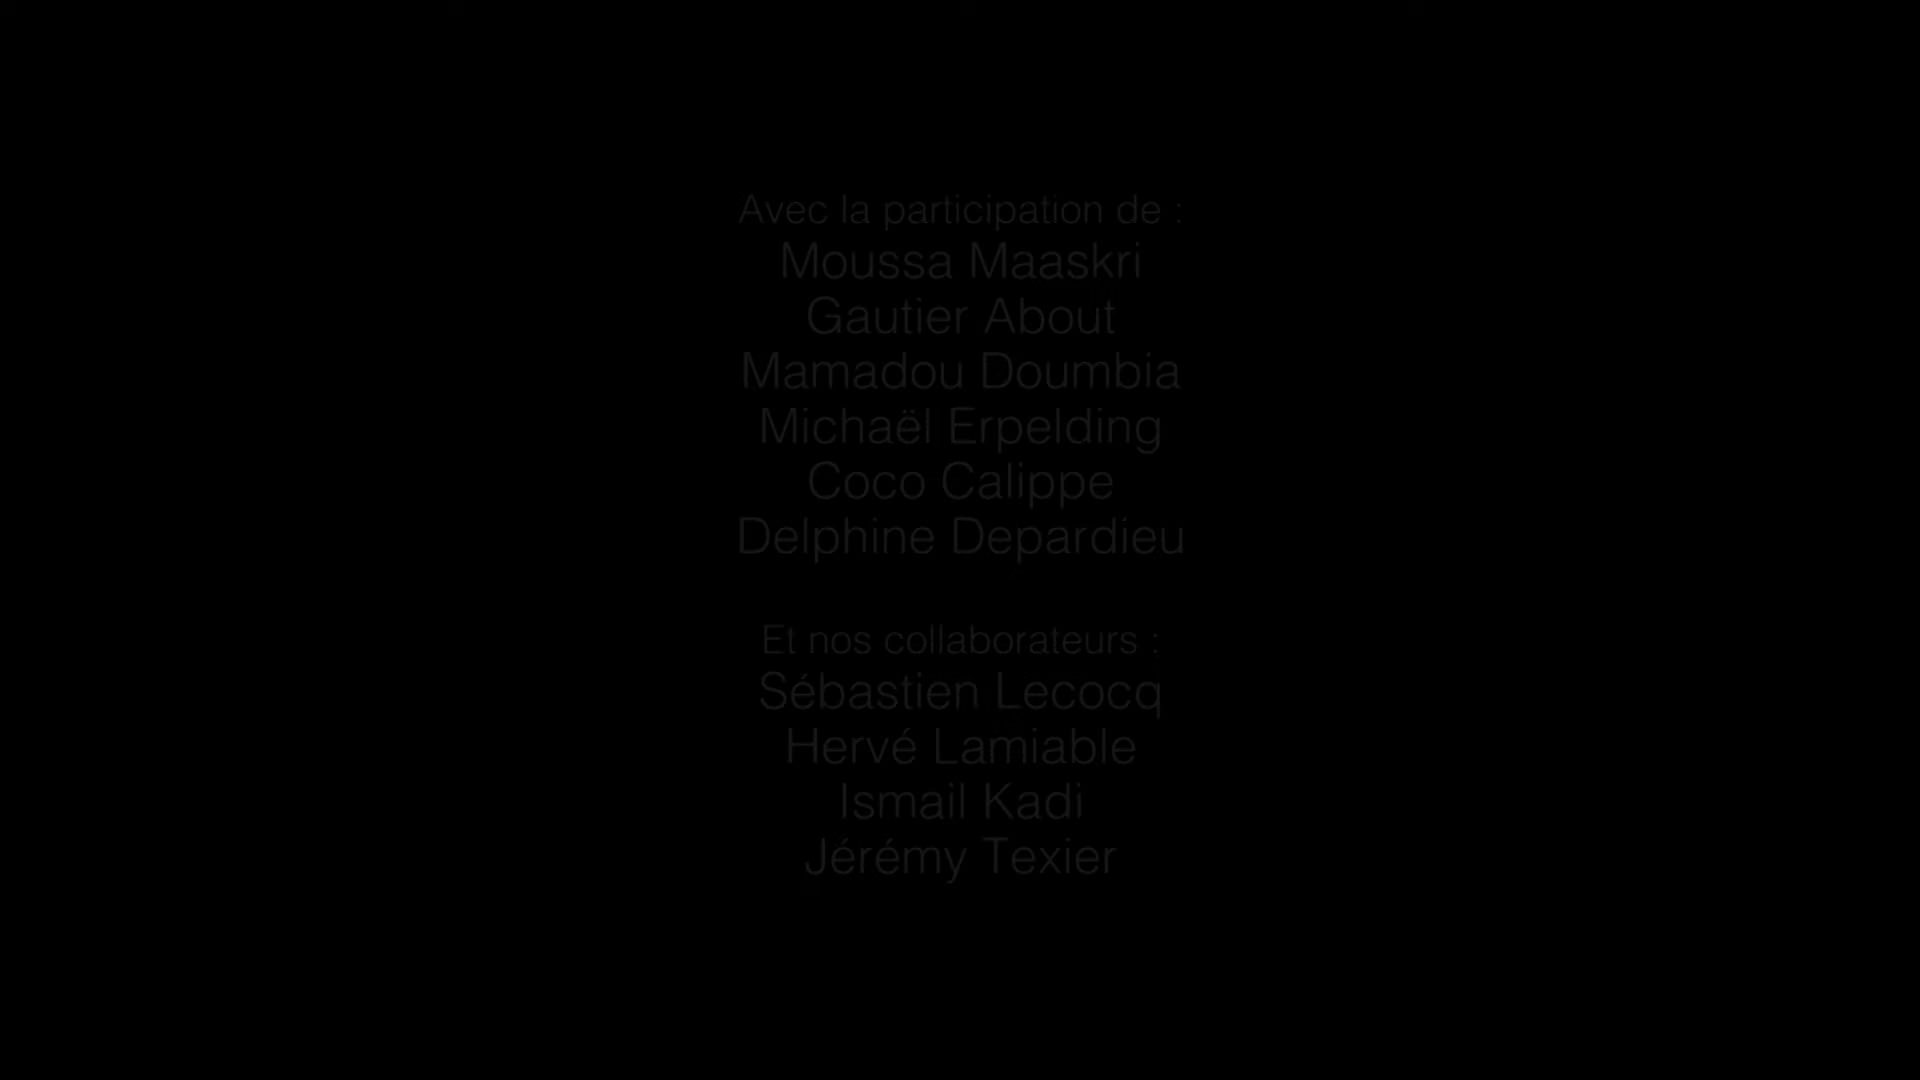 Avec la participation de :
Moussa Maaskri
Gautier About
Mamadou Doumbia
Michaël Erpelding
Coco Calippe
Delphine Depardieu
Et nos collaborateurs :
Sébastien Lecocq
Hervé Lamiable
Ismail Kadi
Jérémy Texier